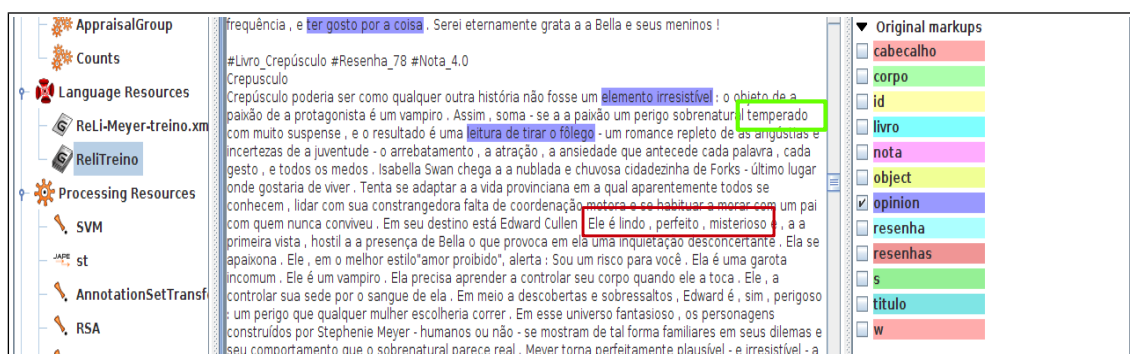 AppraisalGroup
Counts
Language Resources
ReLi-Meyer-treino.xm
ReliTreino
Processing Resources
SVM
st
AnnotationSetTransf
RSA
frequência , e ter gosto por a coisa . Serei eternamente grata a a Bella e seus meninos !
#Livro_Crepúsculo #Resenha_78 #Nota_4.0
Crepusculo
Crepúsculo poderia ser como qualquer outra história não fosse um elemento irresistível : o objeto de a
paixão de a protagonista é um vampiro . Assim , soma - se a a paixão um perigo sobrenatural temperado
com muito suspense , e o resultado é uma leitura de tirar o fôlego - um romance repleto de as angústias e
incertezas de a juventude - o arrebatamento , a atração , a ansiedade que antecede cada palavra , cada
gesto , e todos os medos . Isabella Swan chega a a nublada e chuvosa cidadezinha de Forks - último lugar
onde gostaria de viver . Tenta se adaptar a a vida provinciana em a qual aparentemente todos se
conhecem , lidar com sua constrangedora falta de coordenação motora e se habituar a morar com um pai
com quem nunca conviveu . Em seu destino está Edward Cullen . Ele é lindo , perfeito , misterioso e , a a
primeira vista , hostil a a presença de Bella o que provoca em ela uma inquietação desconcertante . Ela se
apaixona . Ele , em o melhor estilo"amor proibido", alerta : Sou um risco para você . Ela é uma garota
incomum . Ele é um vampiro . Ela precisa aprender a controlar seu corpo quando ele a toca . Ele , a
controlar sua sede por o sangue de ela . Em meio a descobertas e sobressaltos , Edward é , sim , perigoso
: um perigo que qualquer mulher escolheria correr . Em esse universo fantasioso , os personagens
construídos por Stephenie Meyer - humanos ou não - se mostram de tal forma familiares em seus dilemas e
seu comportamento que o sobrenatural parece real . Meyer torna perfeitamente plausível - e irresistível - a
Original markups
cabecalho
corpo
id
livro
nota
object
opinion
resenha
resenhas
s
titulo
w